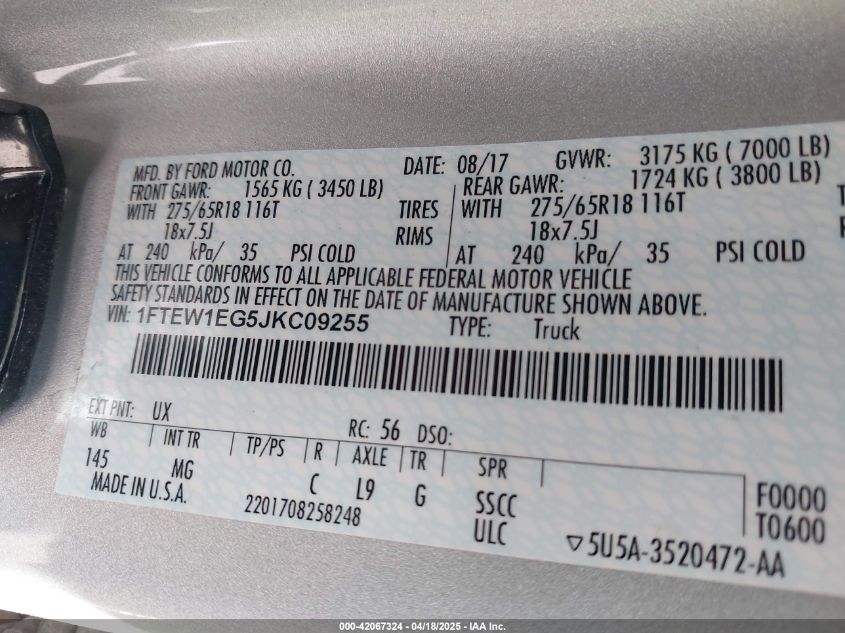 MFD. BY FORD MOTOR CO. DATE: 08/17 GVWR: 3175 KG ( 7000 LB)
FRONT GAWR: 1565 KG ( 3450 LB) REAR GAWR: 1724 KG ( 3800 LB)
WITH 275/65R18 116T TIRES WITH 275/65R18 116T
18x7.5J RIMS 18x7.5J
AT 240 kPa/ 35 PSI COLD AT 240 kPa/ 35 PSI COLD
THIS VEHICLE CONFORMS TO ALL APPLICABLE FEDERAL MOTOR VEHICLE
SAFETY STANDARDS IN EFFECT ON THE DATE OF MANUFACTURE SHOWN ABOVE.
VIN: 1FTEW1EG5JKC09255 TYPE: Truck
EXT PNT: UX RC: 56 DSO:
WB INT TR TP/PS R AXLE TR SPR
145 MG C L9 G SSCC F0000
MADE IN U.S.A. 2201708258248 ULC T0600
▽5U5A-3520472-AA
000-42067324 | 04/18/2025 - IAA Inc.